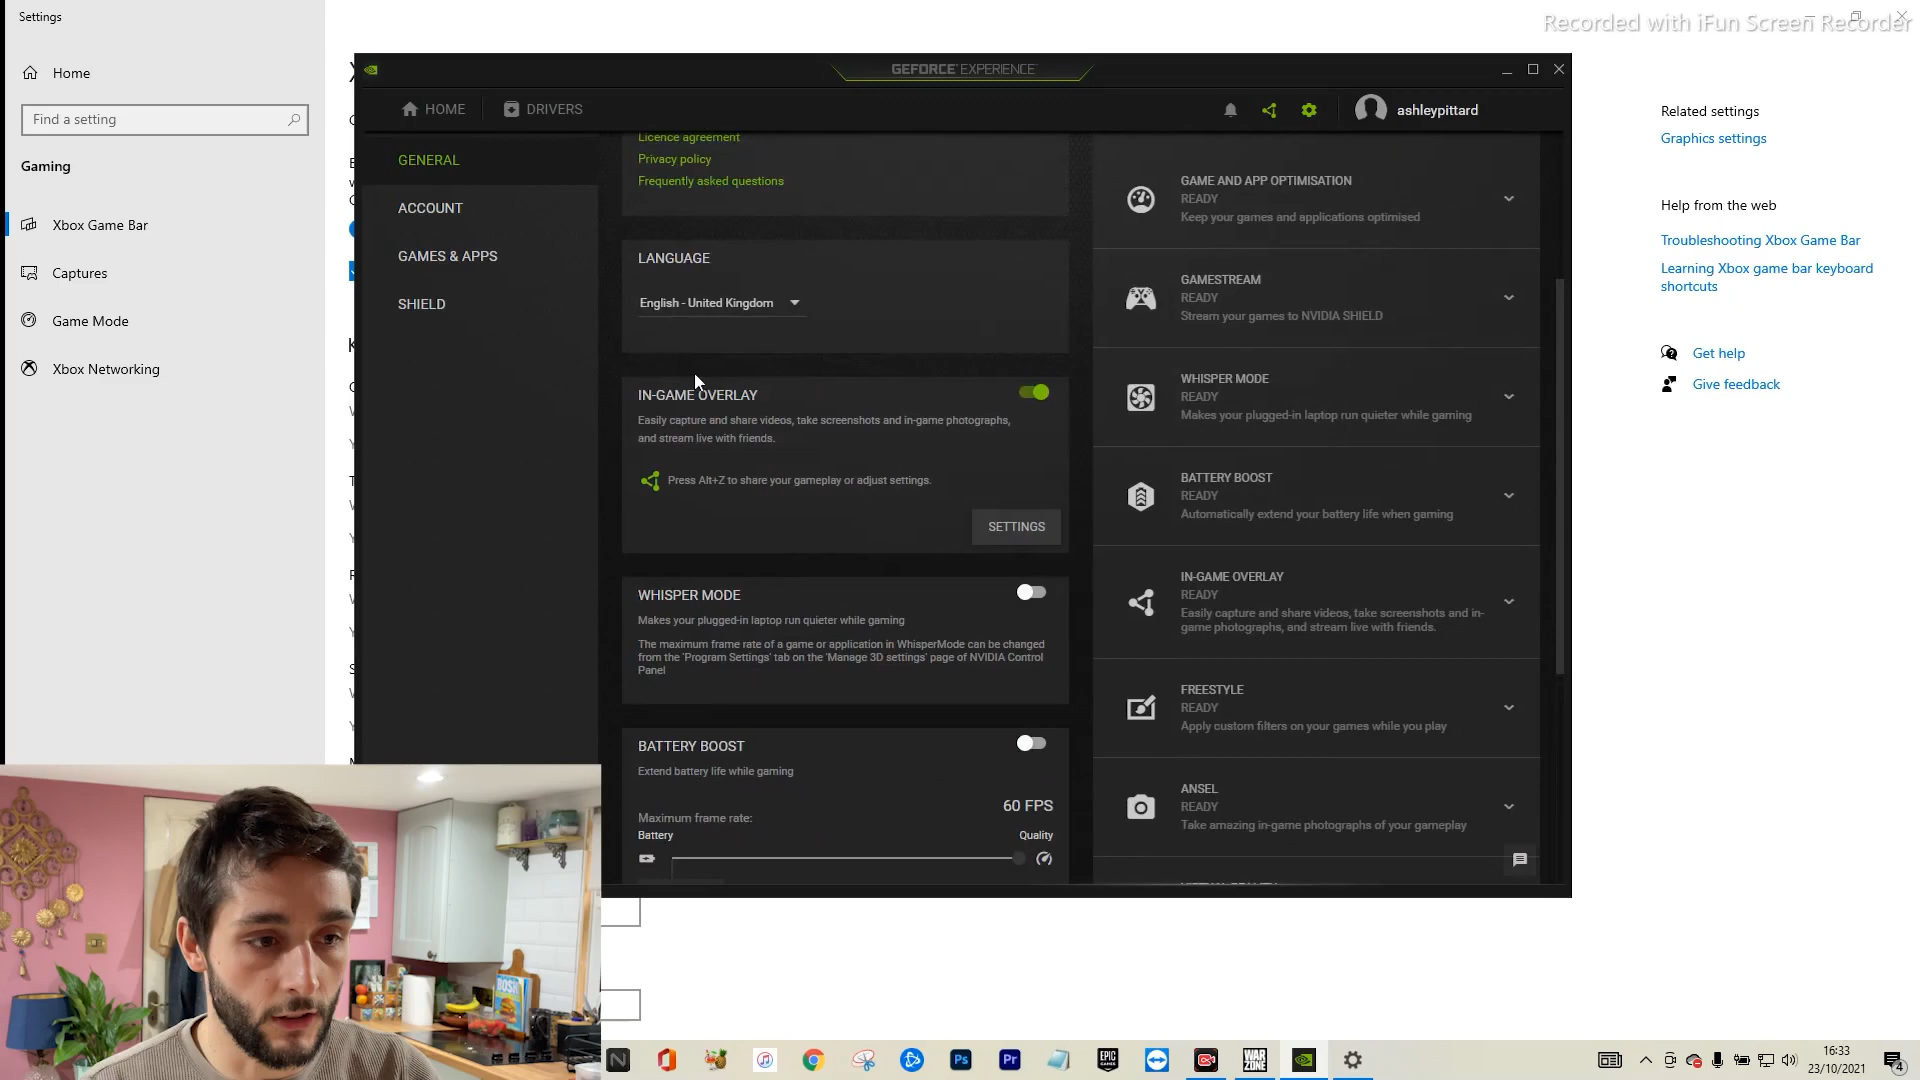 Settings
Recorded with iFun Screen Recorder
Home
Find a setting
Gaming
Xbox Game Bar
Captures
Game Mode
Xbox Networking
GEFORCE EXPERIENCE
HOME
DRIVERS
ashleypittard
GENERAL
ACCOUNT
GAMES & APPS
SHIELD
Licence agreement
Privacy policy
Frequently asked questions
LANGUAGE
English - United Kingdom
IN-GAME OVERLAY
Easily capture and share videos, take screenshots and in-game photographs,
and stream live with friends.
Press Alt+Z to share your gameplay or adjust settings.
SETTINGS
WHISPER MODE
Makes your plugged-in laptop run quieter while gaming
The maximum frame rate of a game or application in WhisperMode can be changed
from the 'Program Settings' tab on the 'Manage 3D settings' page of NVIDIA Control
Panel
BATTERY BOOST
Extend battery life while gaming
60 FPS
Maximum frame rate:
Battery
Quality
GAME AND APP OPTIMISATION
READY
Keep your games and applications optimised
GAMESTREAM
READY
Stream your games to NVIDIA SHIELD
WHISPER MODE
READY
Makes your plugged-in laptop run quieter while gaming
BATTERY BOOST
READY
Automatically extend your battery life when gaming
IN-GAME OVERLAY
READY
Easily capture and share videos, take screenshots and in-
game photographs, and stream live with friends.
FREESTYLE
READY
Apply custom filters on your games while you play
ANSEL
READY
Take amazing in-game photographs of your gameplay
Related settings
Graphics settings
Help from the web
Troubleshooting Xbox Game Bar
Learning Xbox game bar keyboard
shortcuts
Get help
Give feedback
BOSH
N
Ps
Pr
EPIC
GAMES
WAR
ZONE
16:33
23/10/2021
4